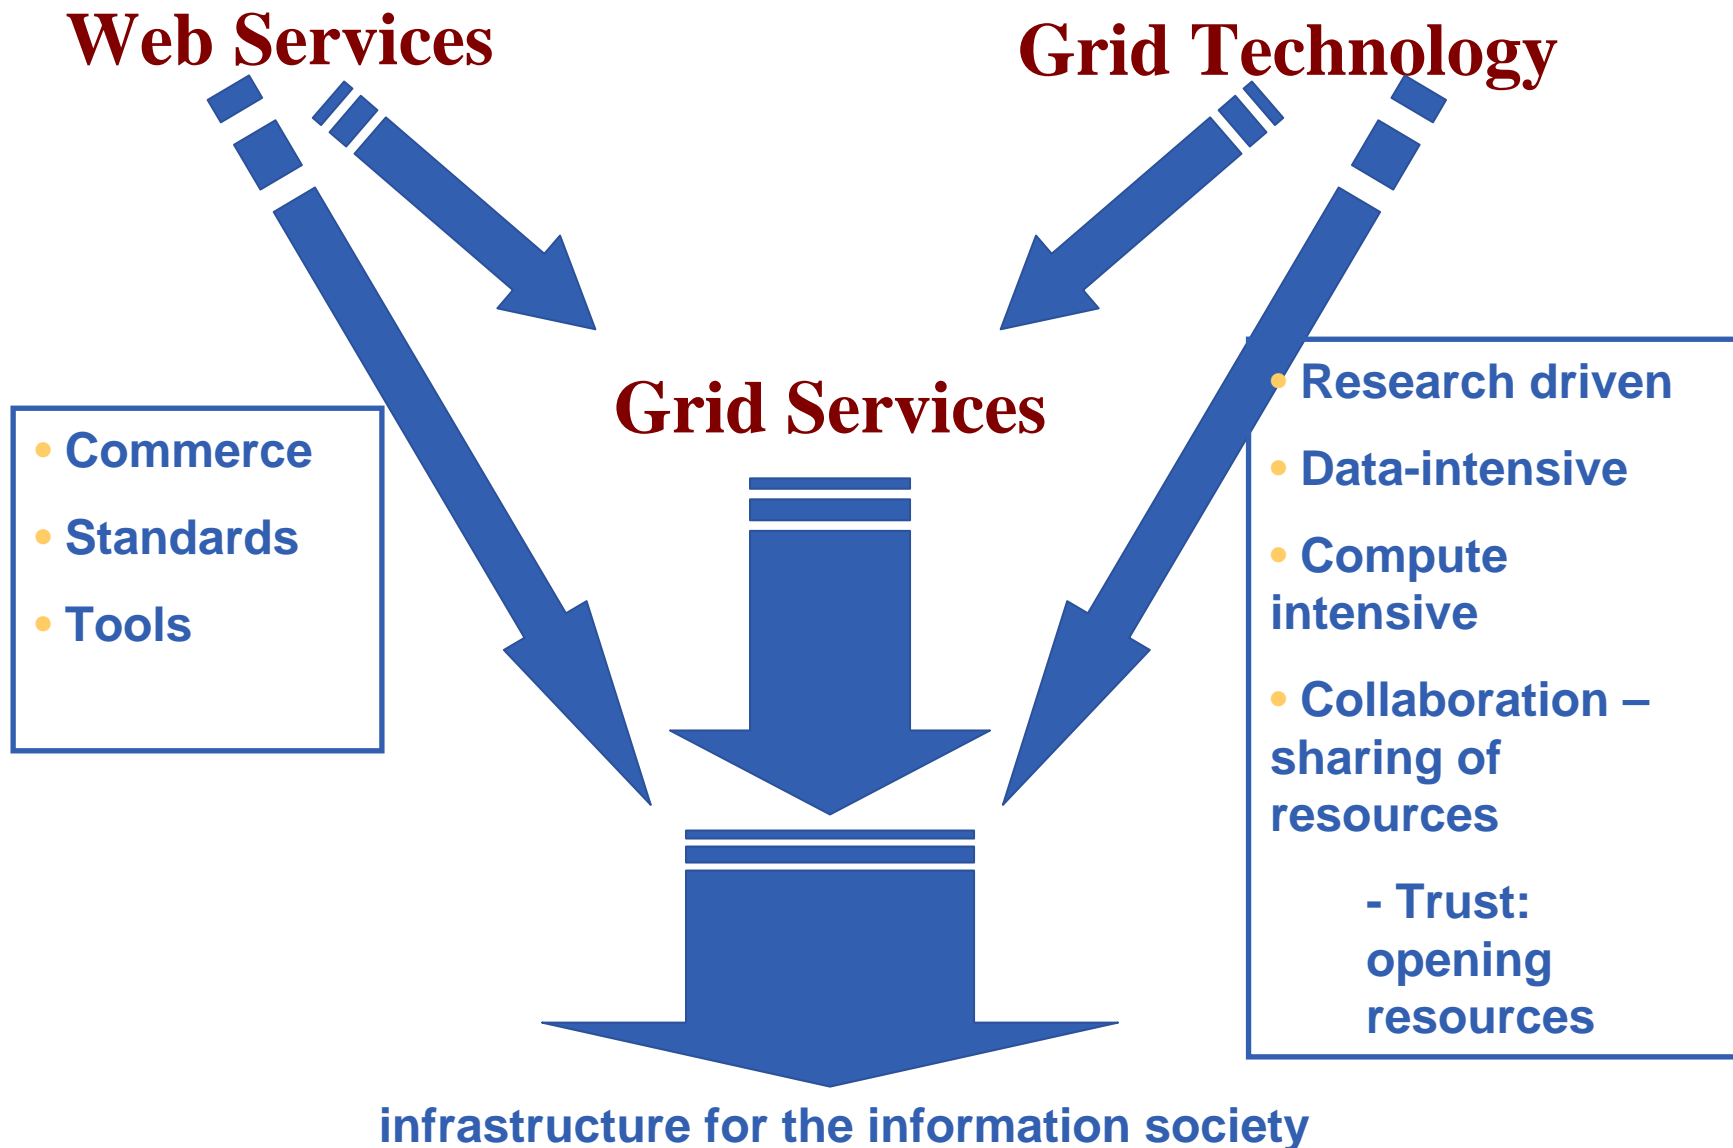 Web Services
Grid Technology
Grid Services
• Commerce
• Standards
• Tools
• Research driven
• Data-intensive
• Compute
intensive
• Collaboration –
sharing of
resources
- Trust:
opening
resources
infrastructure for the information society